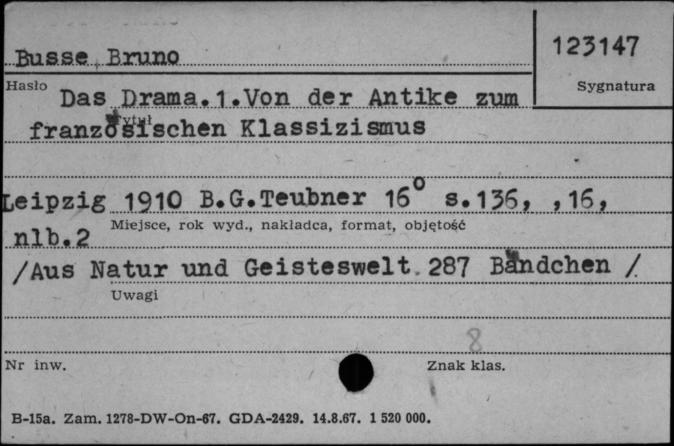 Busse Bruno
123147
Hasło
Sygnatura
Das Drama.1.Von der Antike zum
Tytuł
französischen Klassizismus
Leipzig 1910 B.G.Teubner 16° s.136, ,16,
Miejsce, rok wyd., nakładca, format, objętość
nlb.2
/Aus Natur und Geisteswelt. 287 Bändchen /
Uwagi
8
Nr inw.
Znak klas.
B-15a. Zam. 1278-DW-On-67. GDA-2429. 14.8.67. 1 520 000.